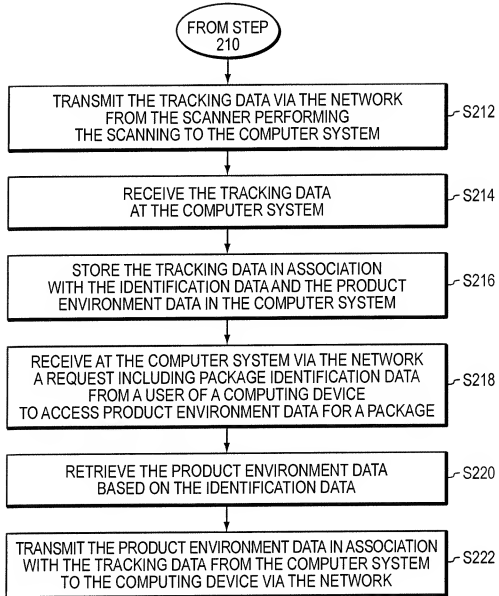 FROM STEP
210
TRANSMIT THE TRACKING DATA VIA THE NETWORK
FROM THE SCANNER PERFORMING
THE SCANNING TO THE COMPUTER SYSTEM
S212
RECEIVE THE TRACKING DATA
AT THE COMPUTER SYSTEM
S214
STORE THE TRACKING DATA IN ASSOCIATION
WITH THE IDENTIFICATION DATA AND THE PRODUCT
ENVIRONMENT DATA IN THE COMPUTER SYSTEM
S216
RECEIVE AT THE COMPUTER SYSTEM VIA THE NETWORK
A REQUEST INCLUDING PACKAGE IDENTIFICATION DATA
FROM A USER OF A COMPUTING DEVICE
TO ACCESS PRODUCT ENVIRONMENT DATA FOR A PACKAGE
S218
RETRIEVE THE PRODUCT ENVIRONMENT DATA
BASED ON THE IDENTIFICATION DATA
S220
TRANSMIT THE PRODUCT ENVIRONMENT DATA IN ASSOCIATION
WITH THE TRACKING DATA FROM THE COMPUTER SYSTEM
TO THE COMPUTING DEVICE VIA THE NETWORK
S222